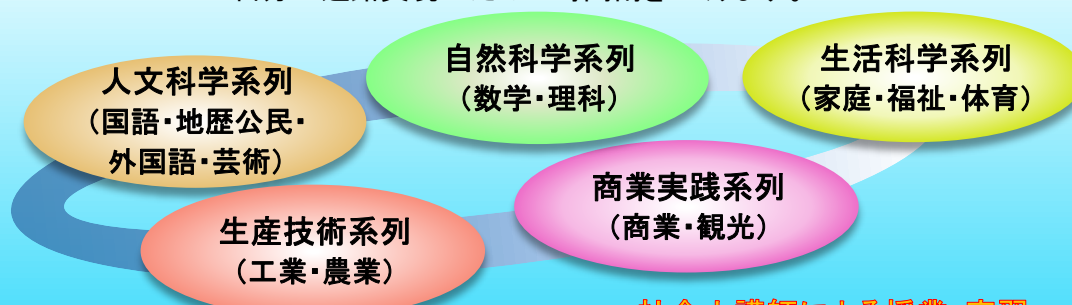 人文科学系列
（国語･地歴公民･
外国語･芸術）
自然科学系列
（数学･理科）
生活科学系列
（家庭･福祉･体育）
生産技術系列
（工業･農業）
商業実践系列
（商業･観光）